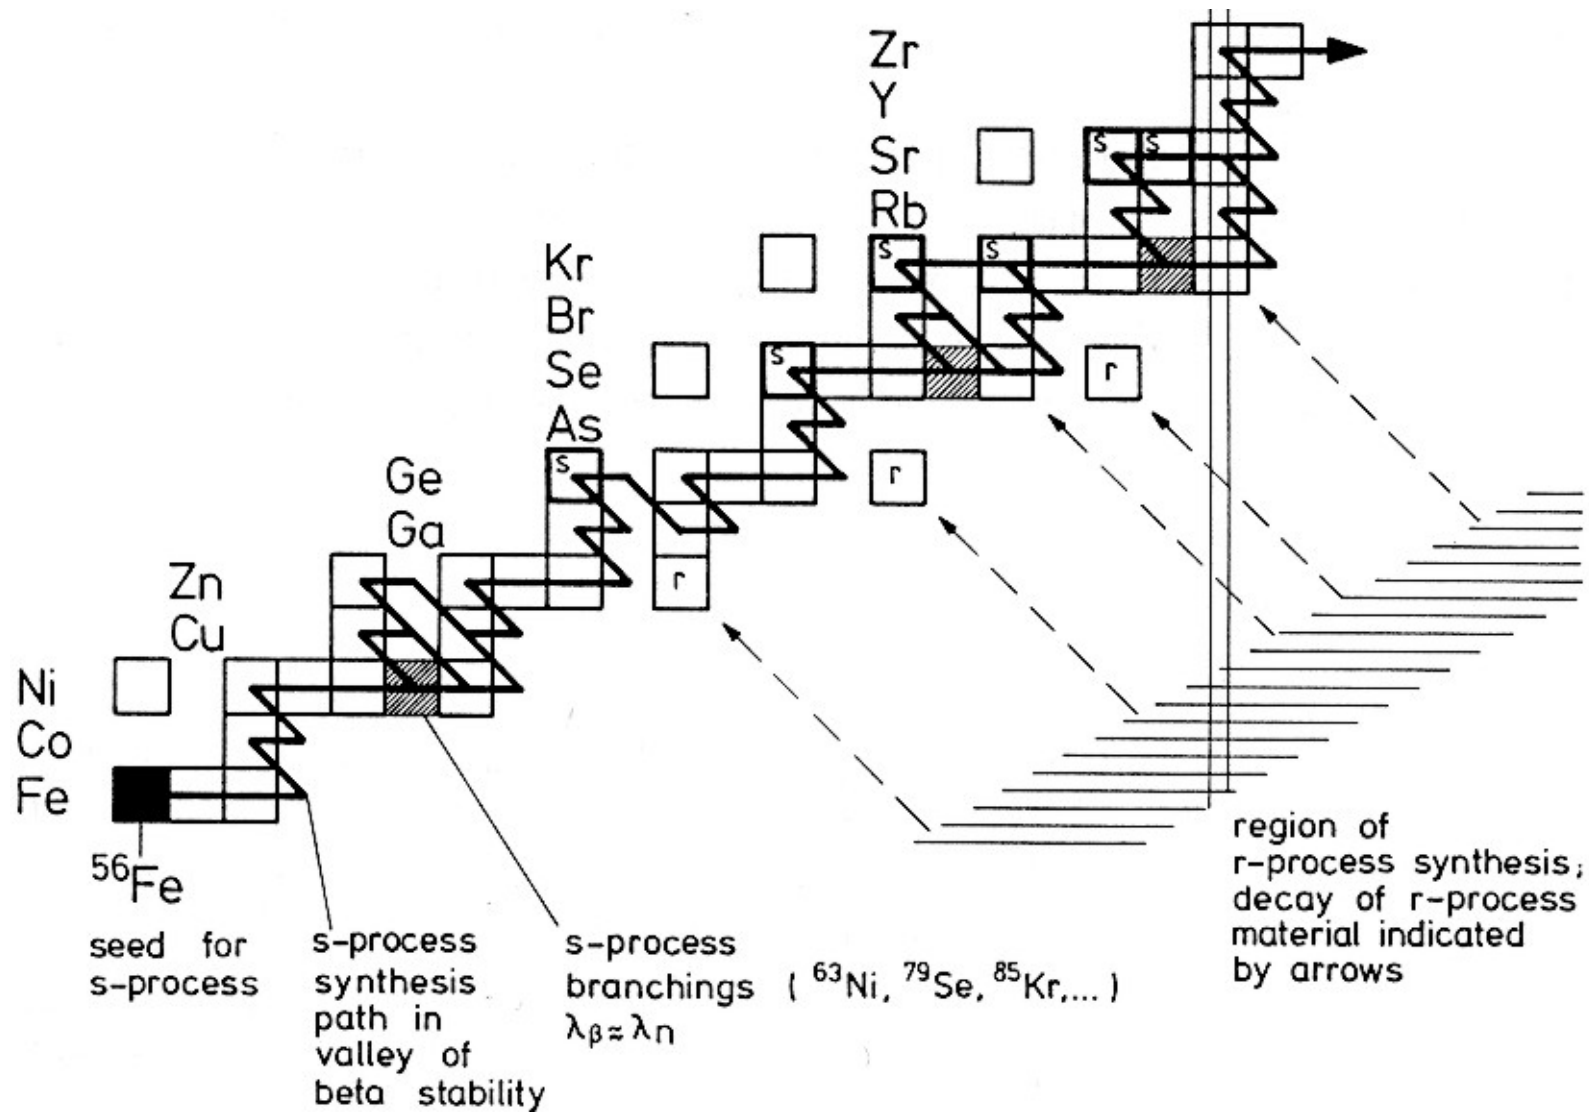 Zr
Y
Sr
Rb
s s
Kr
Br
Se
As
s s
s
r
Ge
Ga
s
r
Zn
Cu
r
Ni
Co
Fe
⁵⁶Fe
seed for
s-process
s-process
synthesis
path in
valley of
beta stability
s-process
branchings ( ⁶³Ni, ⁷⁹Se, ⁸⁵Kr,... )
λβ≈λn
region of
r-process synthesis;
decay of r-process
material indicated
by arrows